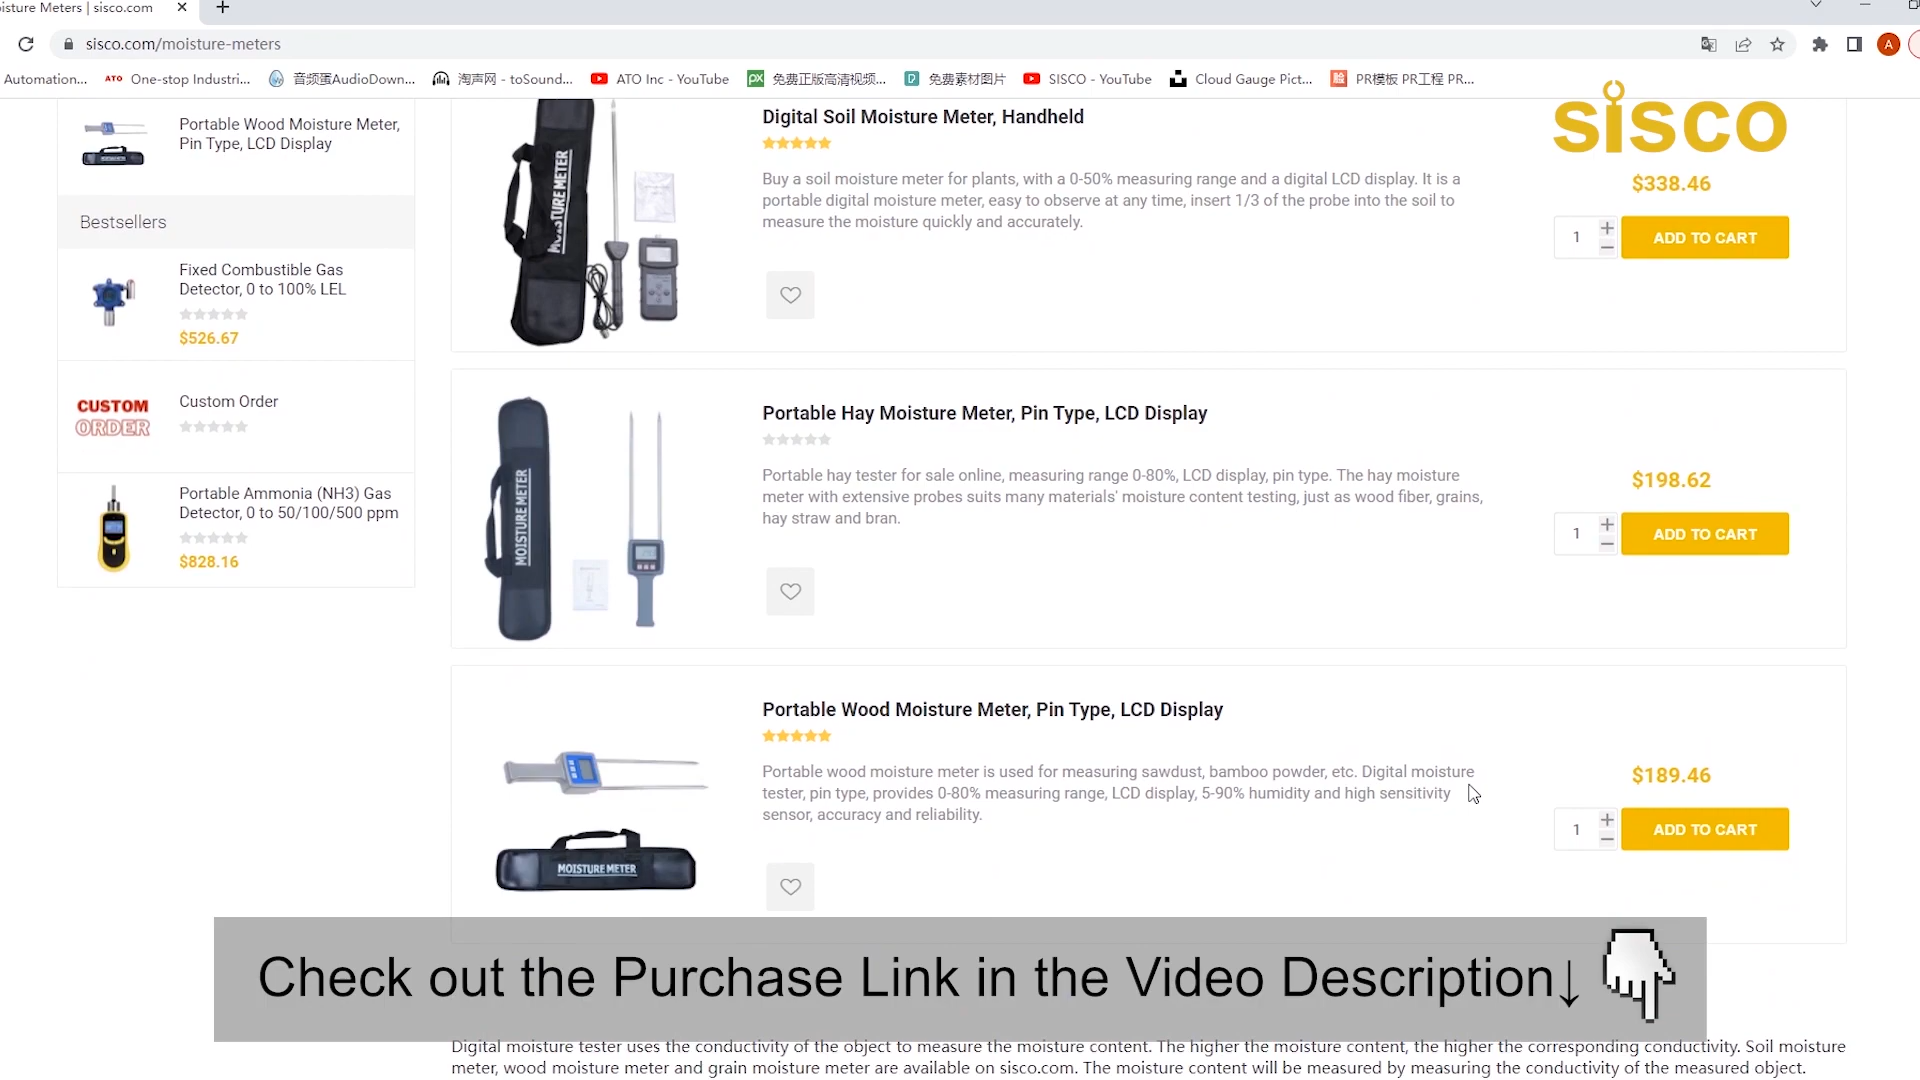 isture Meters | sisco.com
sisco.com/moisture-meters
Automation... ATO One-stop Industri... 音频蛋AudioDown... 淘声网 - toSound... ATO Inc - YouTube 免费正版高清视频... 免费素材图片 SISCO - YouTube Cloud Gauge Pict... PR模板 PR工程 PR...
A
Portable Wood Moisture Meter,
Pin Type, LCD Display
Bestsellers
Fixed Combustible Gas
Detector, 0 to 100% LEL
$526.67
CUSTOM
ORDER
Custom Order
Portable Ammonia (NH3) Gas
Detector, 0 to 50/100/500 ppm
$828.16
sisco
MOISTURE METER
Digital Soil Moisture Meter, Handheld
Buy a soil moisture meter for plants, with a 0-50% measuring range and a digital LCD display. It is a
portable digital moisture meter, easy to observe at any time, insert 1/3 of the probe into the soil to
measure the moisture quickly and accurately.
$338.46
1
ADD TO CART
MOISTURE METER
Portable Hay Moisture Meter, Pin Type, LCD Display
Portable hay tester for sale online, measuring range 0-80%, LCD display, pin type. The hay moisture
meter with extensive probes suits many materials' moisture content testing, just as wood fiber, grains,
hay straw and bran.
$198.62
1
ADD TO CART
MOISTURE METER
Portable Wood Moisture Meter, Pin Type, LCD Display
Portable wood moisture meter is used for measuring sawdust, bamboo powder, etc. Digital moisture
tester, pin type, provides 0-80% measuring range, LCD display, 5-90% humidity and high sensitivity
sensor, accuracy and reliability.
$189.46
1
ADD TO CART
Check out the Purchase Link in the Video Description↓
Digital moisture tester uses the conductivity of the object to measure the moisture content. The higher the moisture content, the higher the corresponding conductivity. Soil moisture
meter, wood moisture meter and grain moisture meter are available on sisco.com. The moisture content will be measured by measuring the conductivity of the measured object.